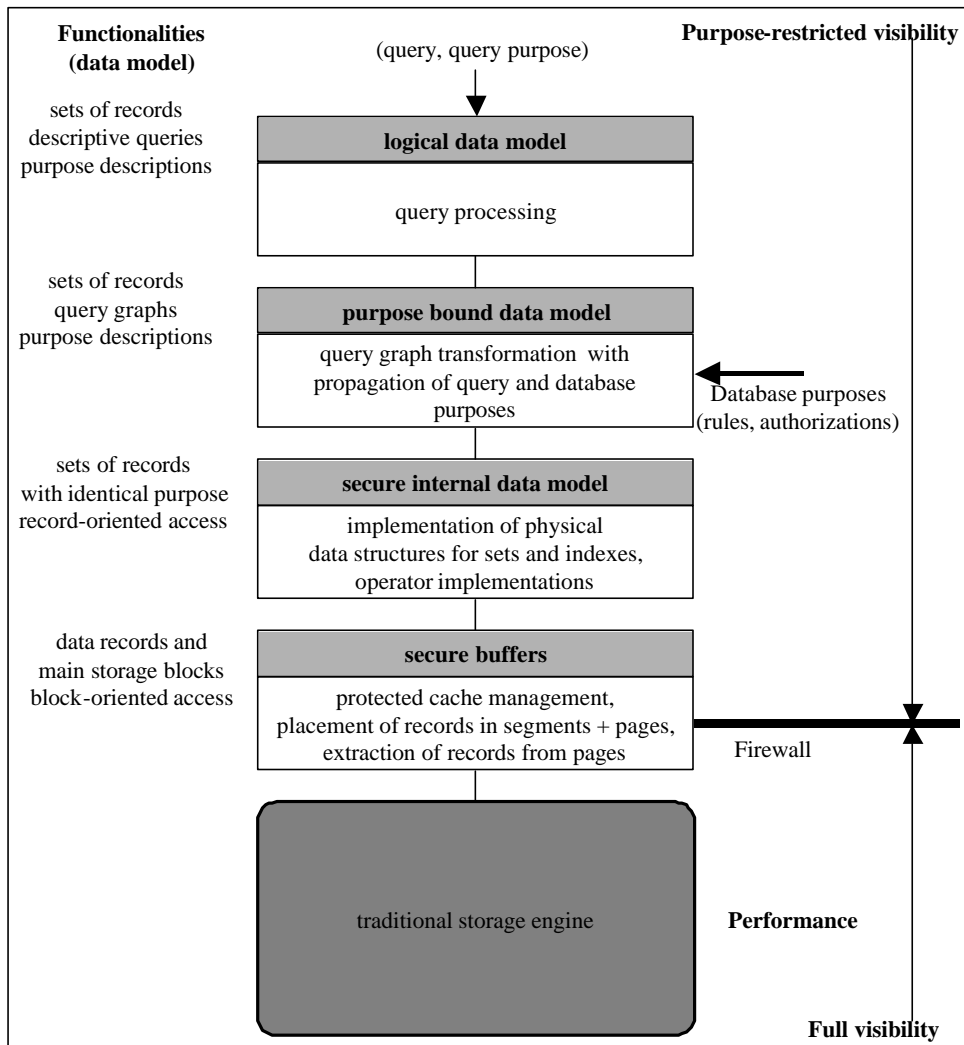 Functionalities
(data model)
(query, query purpose)
Purpose-restricted visibility
sets of records
descriptive queries
purpose descriptions
logical data model
query processing
sets of records
query graphs
purpose descriptions
purpose bound data model
query graph transformation with
propagation of query and database
purposes
Database purposes
(rules, authorizations)
sets of records
with identical purpose
record-oriented access
secure internal data model
implementation of physical
data structures for sets and indexes,
operator implementations
data records and
main storage blocks
block-oriented access
secure buffers
protected cache management,
placement of records in segments + pages,
extraction of records from pages
Firewall
traditional storage engine
Performance
Full visibility